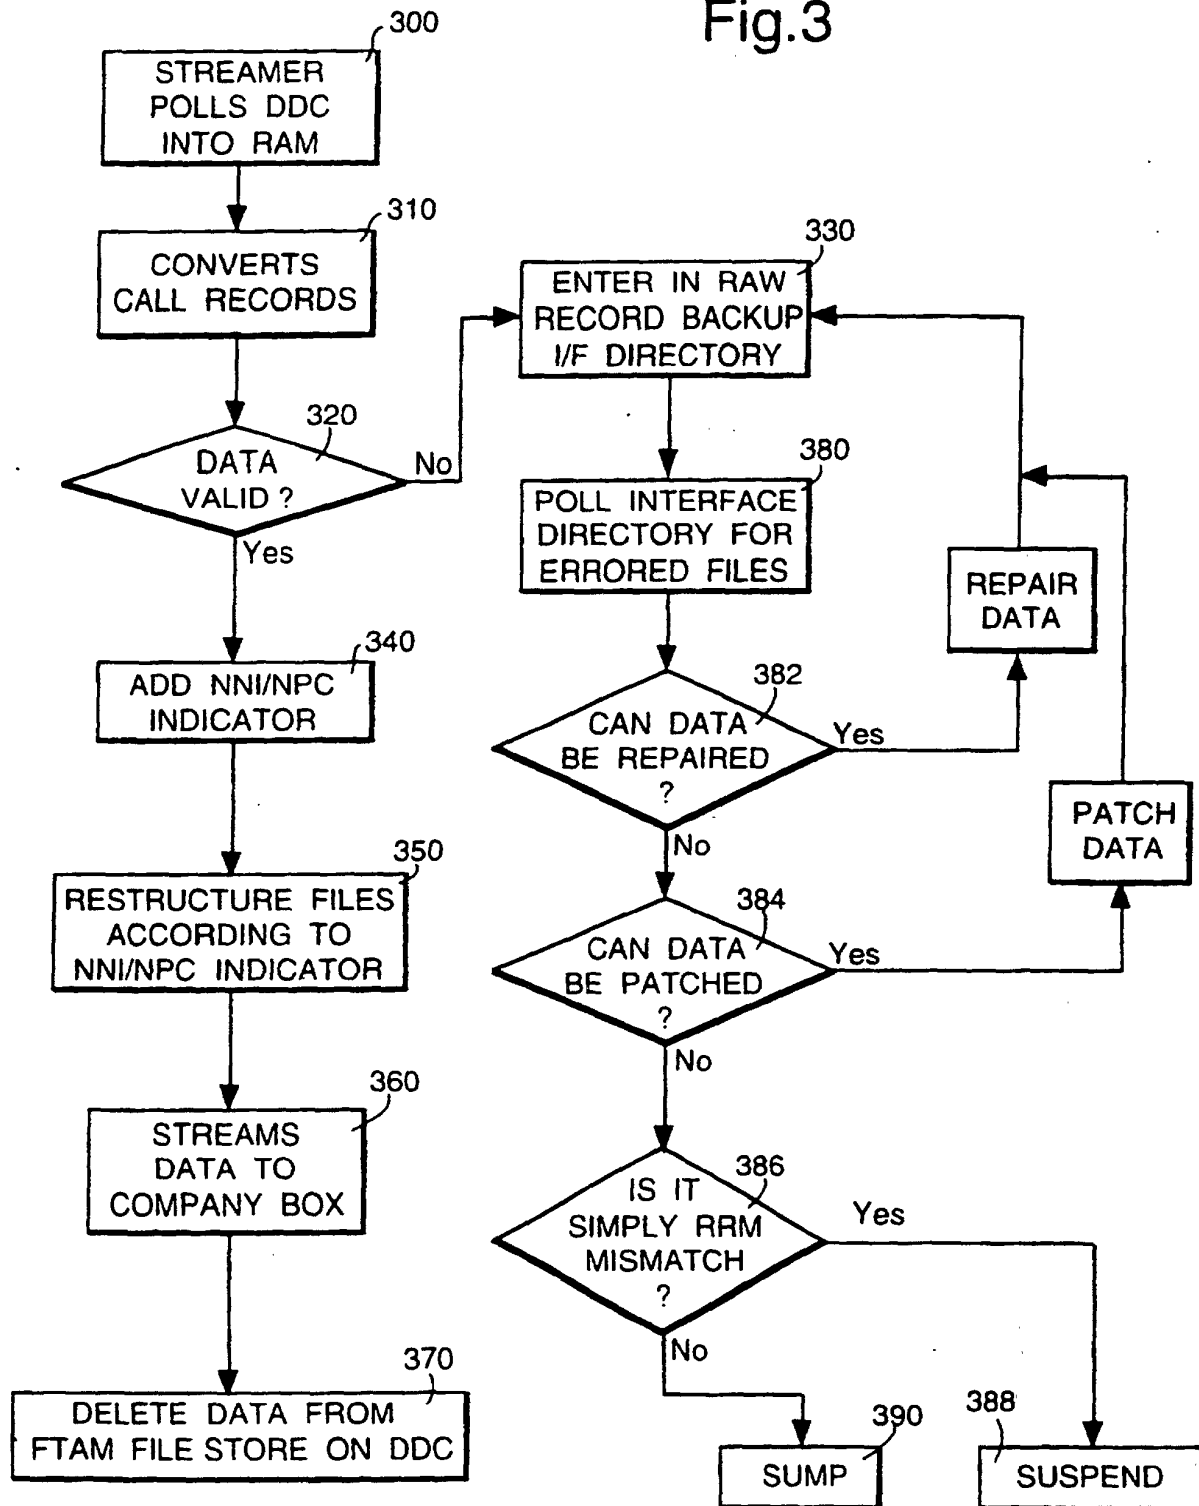 Fig.3
300
STREAMER
POLLS DDC
INTO RAM
310
CONVERTS
CALL RECORDS
320
DATA
VALID ?
No
Yes
330
ENTER IN RAW
RECORD BACKUP
I/F DIRECTORY
340
ADD NNI/NPC
INDICATOR
350
RESTRUCTURE FILES
ACCORDING TO
NNI/NPC INDICATOR
360
STREAMS
DATA TO
COMPANY BOX
370
DELETE DATA FROM
FTAM FILE STORE ON DDC
380
POLL INTERFACE
DIRECTORY FOR
ERRORED FILES
382
CAN DATA
BE REPAIRED
?
Yes
No
REPAIR
DATA
384
CAN DATA
BE PATCHED
?
Yes
No
PATCH
DATA
386
IS IT
SIMPLY RRM
MISMATCH
?
Yes
No
390
SUMP
388
SUSPEND